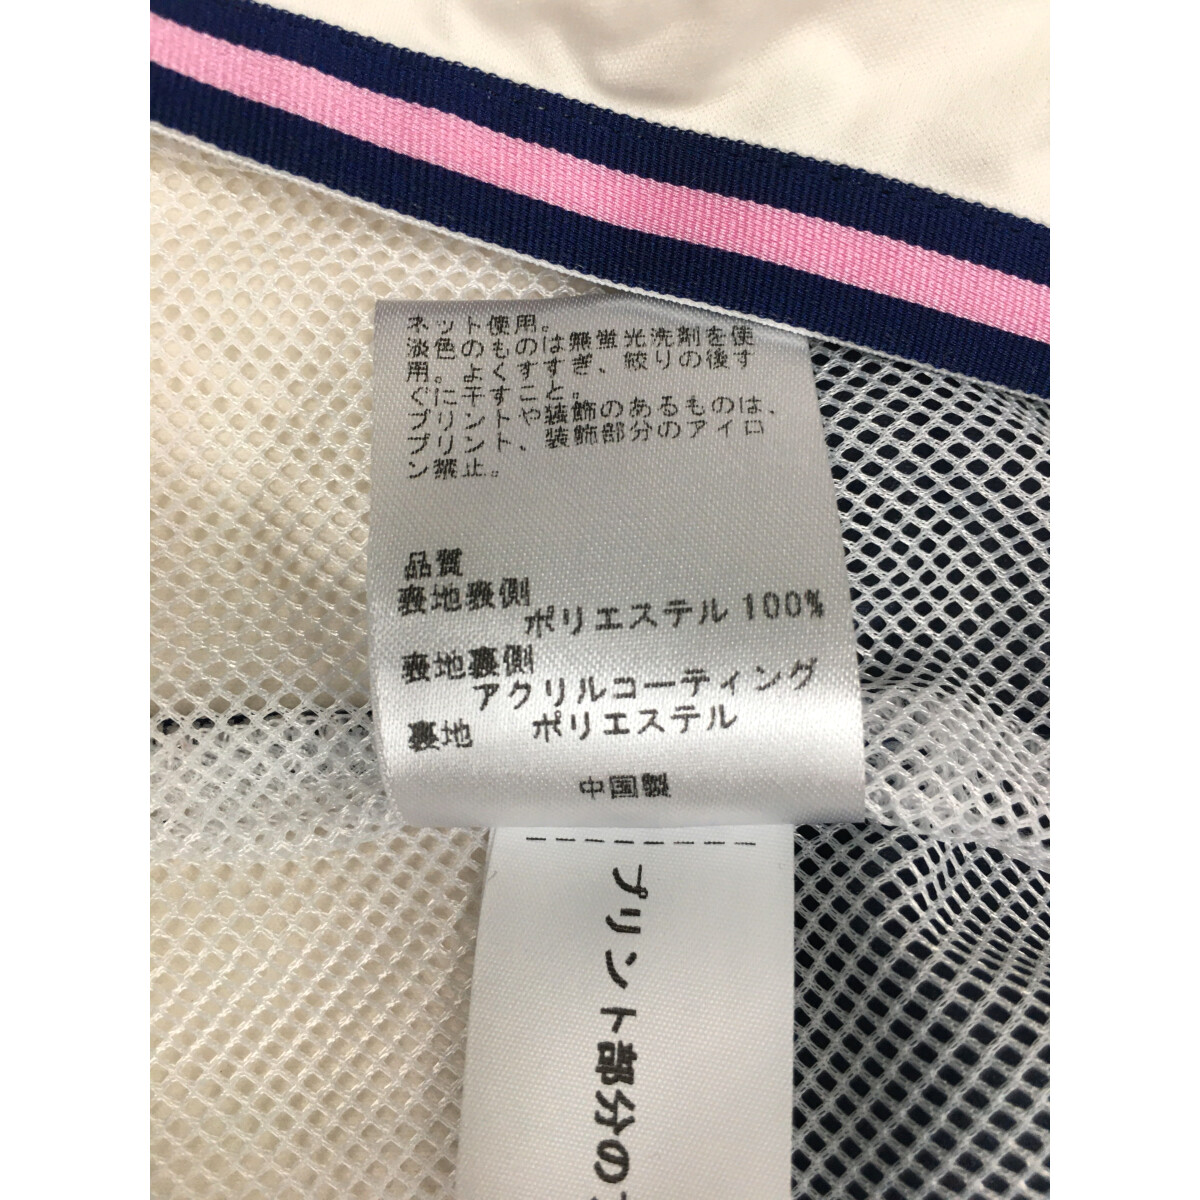 ネット使用。
淡色のものは無蛍光洗剤を使
用。よくすすぎ、絞りの後す
ぐに干すこと。
プリントや装飾のあるものは、
プリント、装飾部分のアイロ
ン禁止。
品質
表地表側
ポリエステル100%
表地裏側
アクリルコーティング
裏地 ポリエステル
中国製
プリント部分の